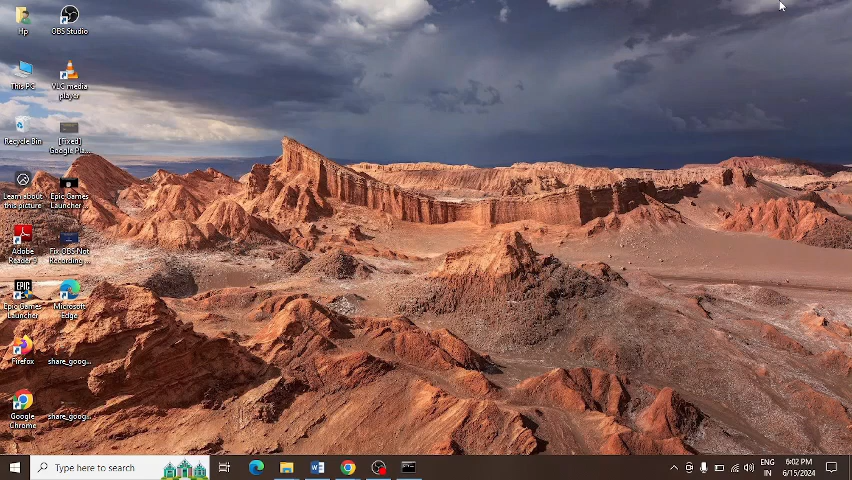 Hp
OBS Studio
This PC
VLC media
player
Recycle Bin
[Fixed]
Google Pla...
Learn about
this picture
Epic Games
Launcher
Adobe
Reader 9
Fix OBS Not
Recording ...
EPIC
Epic Games
Launcher
Microsoft
Edge
Firefox
share_goog...
Google
Chrome
share_goog...
Type here to search
ENG
IN
6:02 PM
6/15/2024